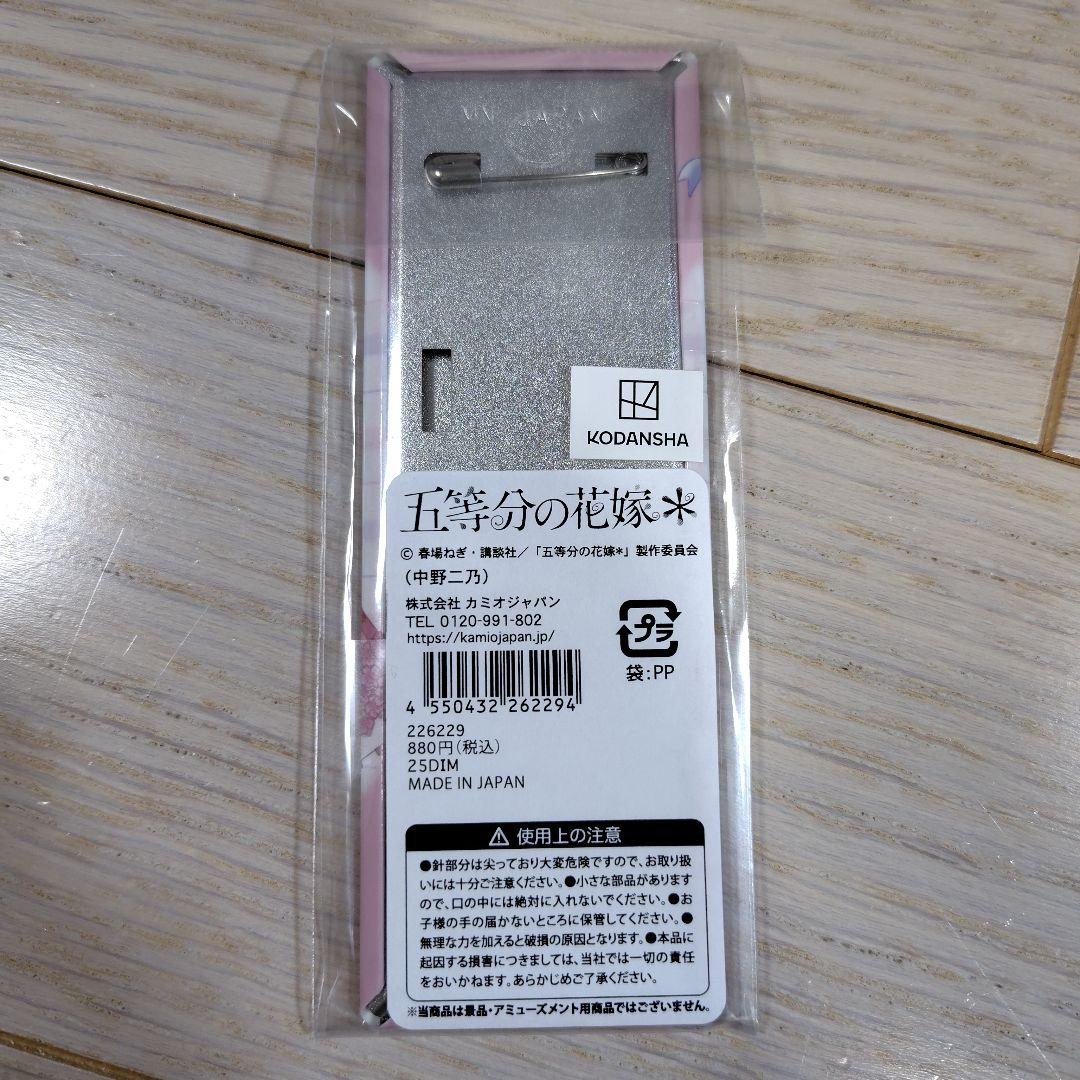 KODANSHA
五等分の花嫁*
© 春場ねぎ・講談社/「五等分の花嫁*」製作委員会
(中野二乃)
株式会社 カミオジャパン
TEL 0120-991-802
https://kamiojapan.jp/
プラ
袋:PP
4 550432 262294
226229
880円(税込)
25DIM
MADE IN JAPAN
⚠ 使用上の注意
●針部分は尖っており大変危険ですので、お取り扱
いには十分ご注意ください。●小さな部品があります
ので、口の中には絶対に入れないでください。●お
子様の手の届かないところに保管してください。●
無理な力を加えると破損の原因となります。●本品に
起因する損害につきましては、当社では一切の責任
をおいかねます。あらかじめご了承ください。
※当商品は景品・アミューズメント用商品ではございません。